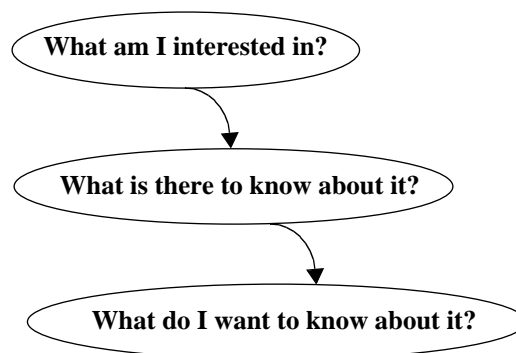 What am I interested in?
What is there to know about it?
What do I want to know about it?